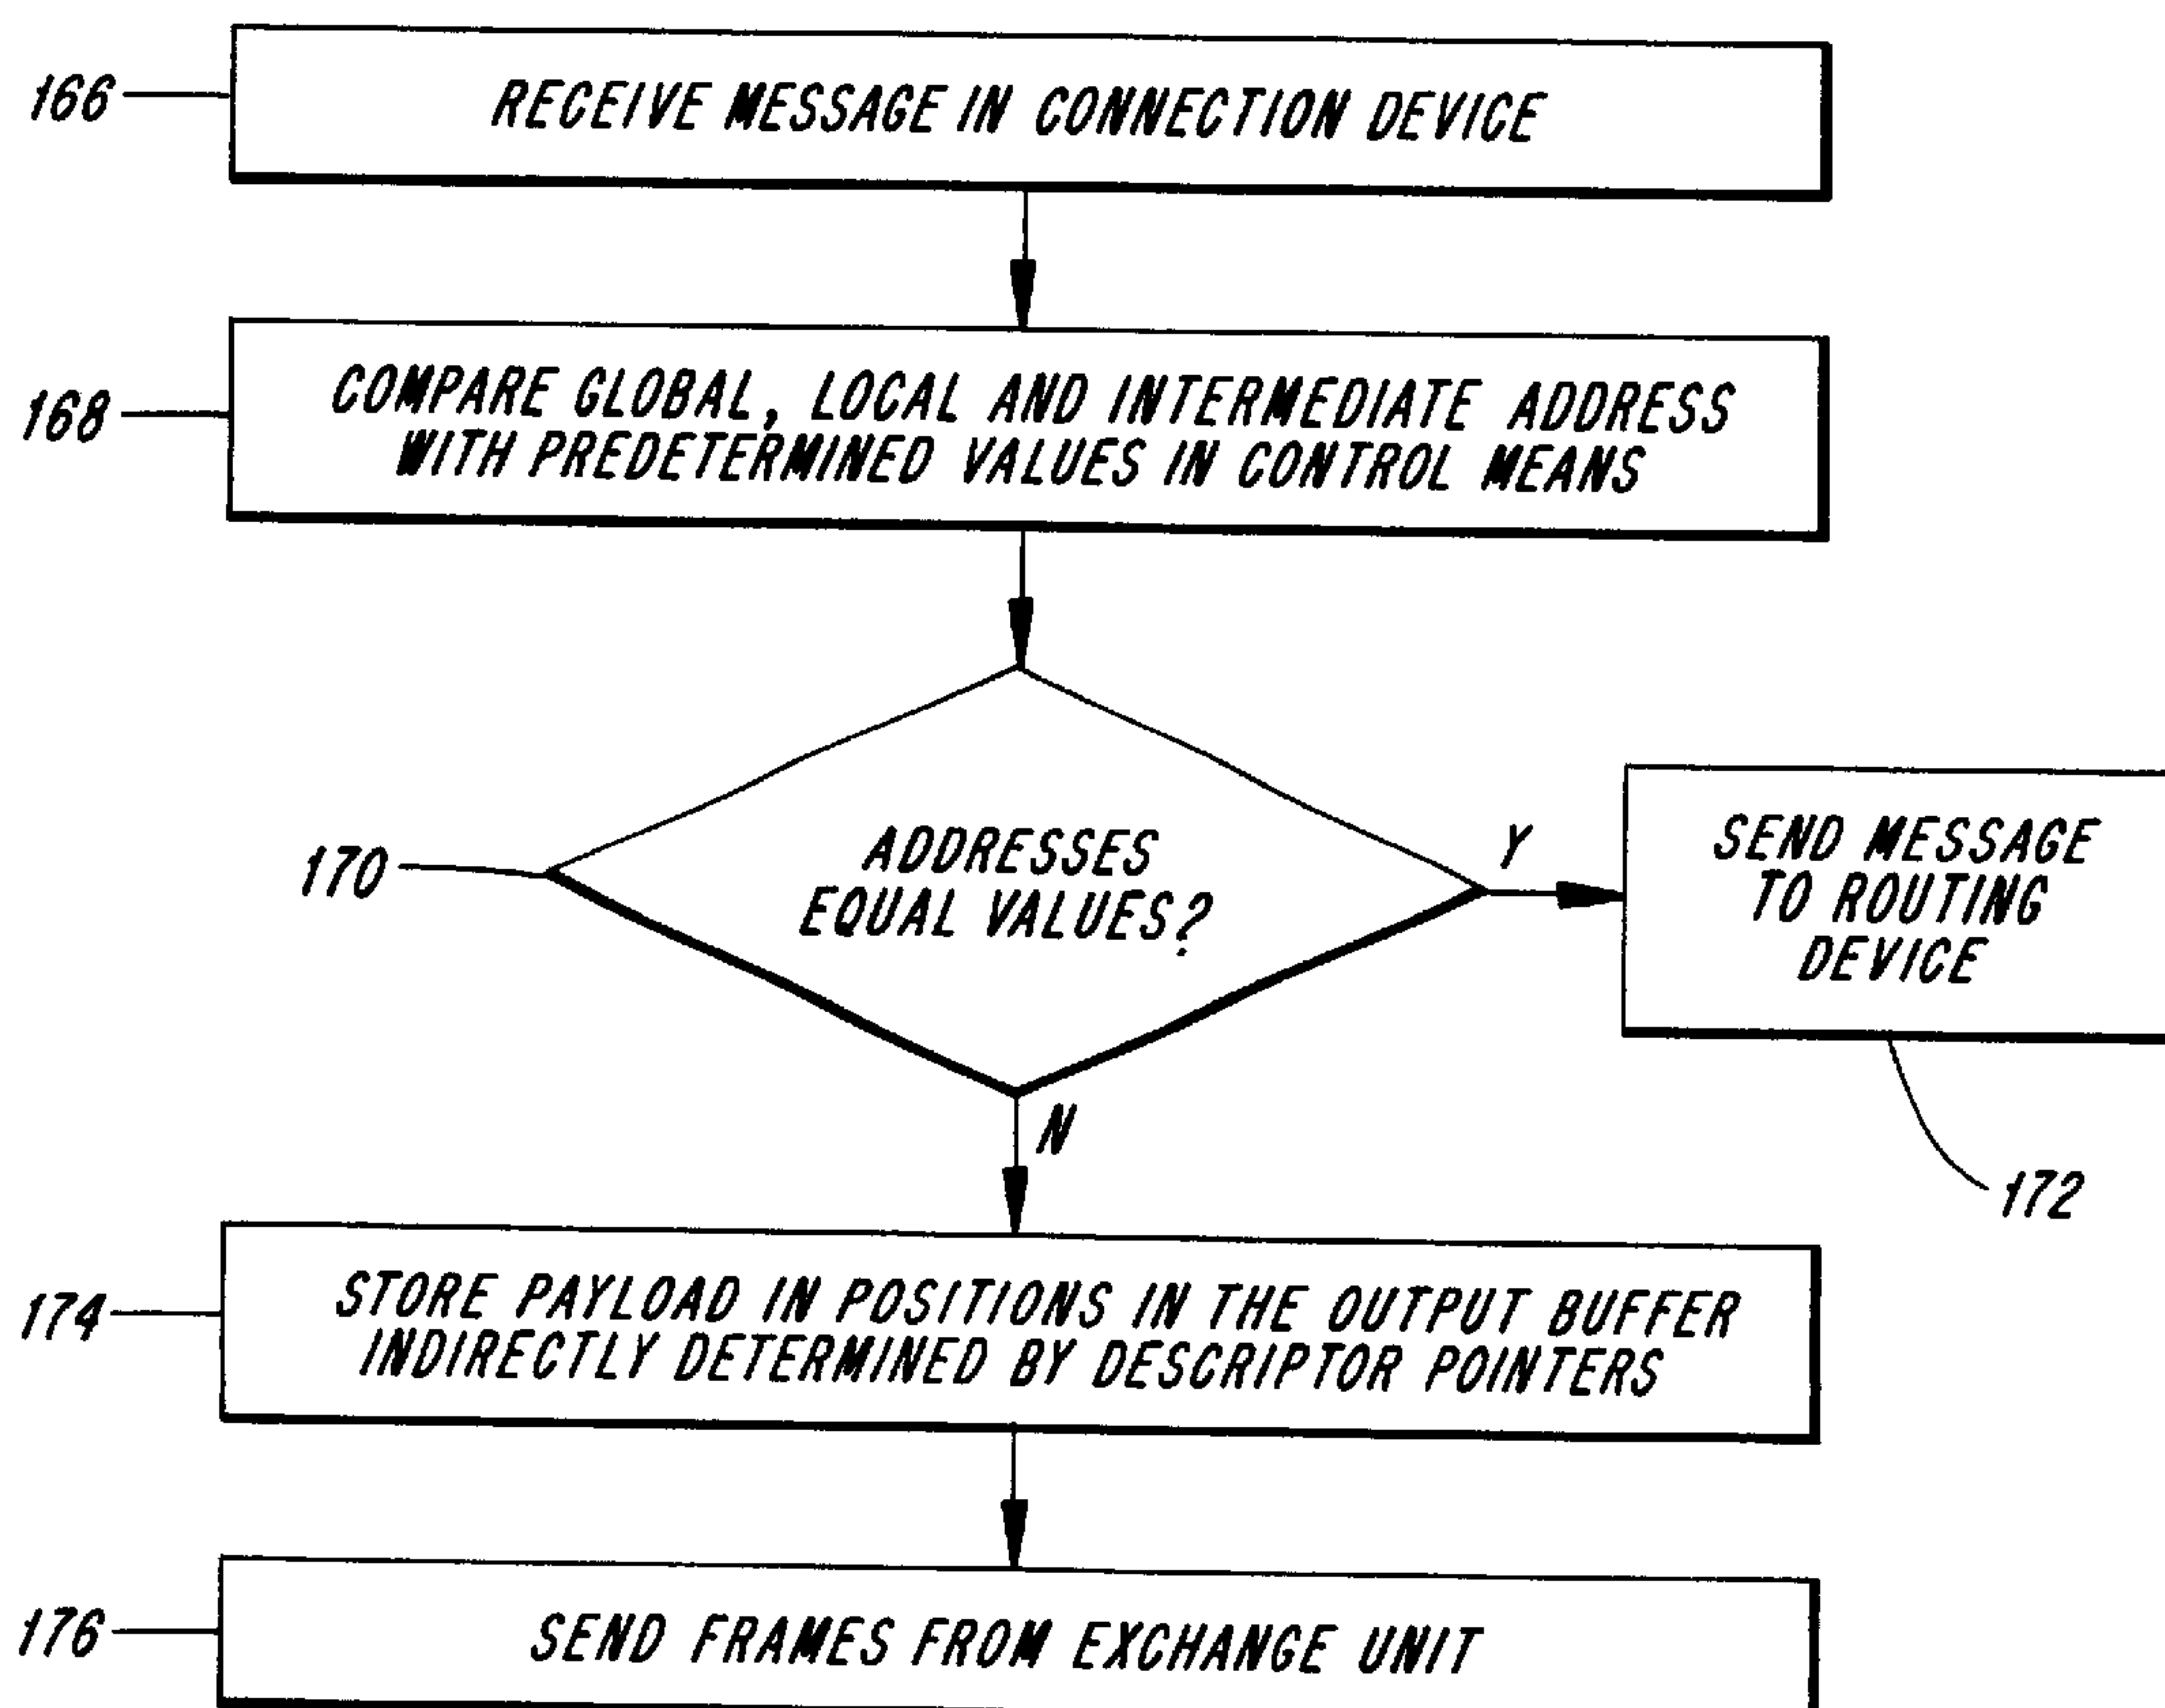 166
RECEIVE MESSAGE IN CONNECTION DEVICE
168
COMPARE GLOBAL, LOCAL AND INTERMEDIATE ADDRESS
WITH PREDETERMINED VALUES IN CONTROL MEANS
170
ADDRESSES
EQUAL VALUES?
Y
SEND MESSAGE
TO ROUTING
DEVICE
172
N
174
STORE PAYLOAD IN POSITIONS IN THE OUTPUT BUFFER
INDIRECTLY DETERMINED BY DESCRIPTOR POINTERS
176
SEND FRAMES FROM EXCHANGE UNIT